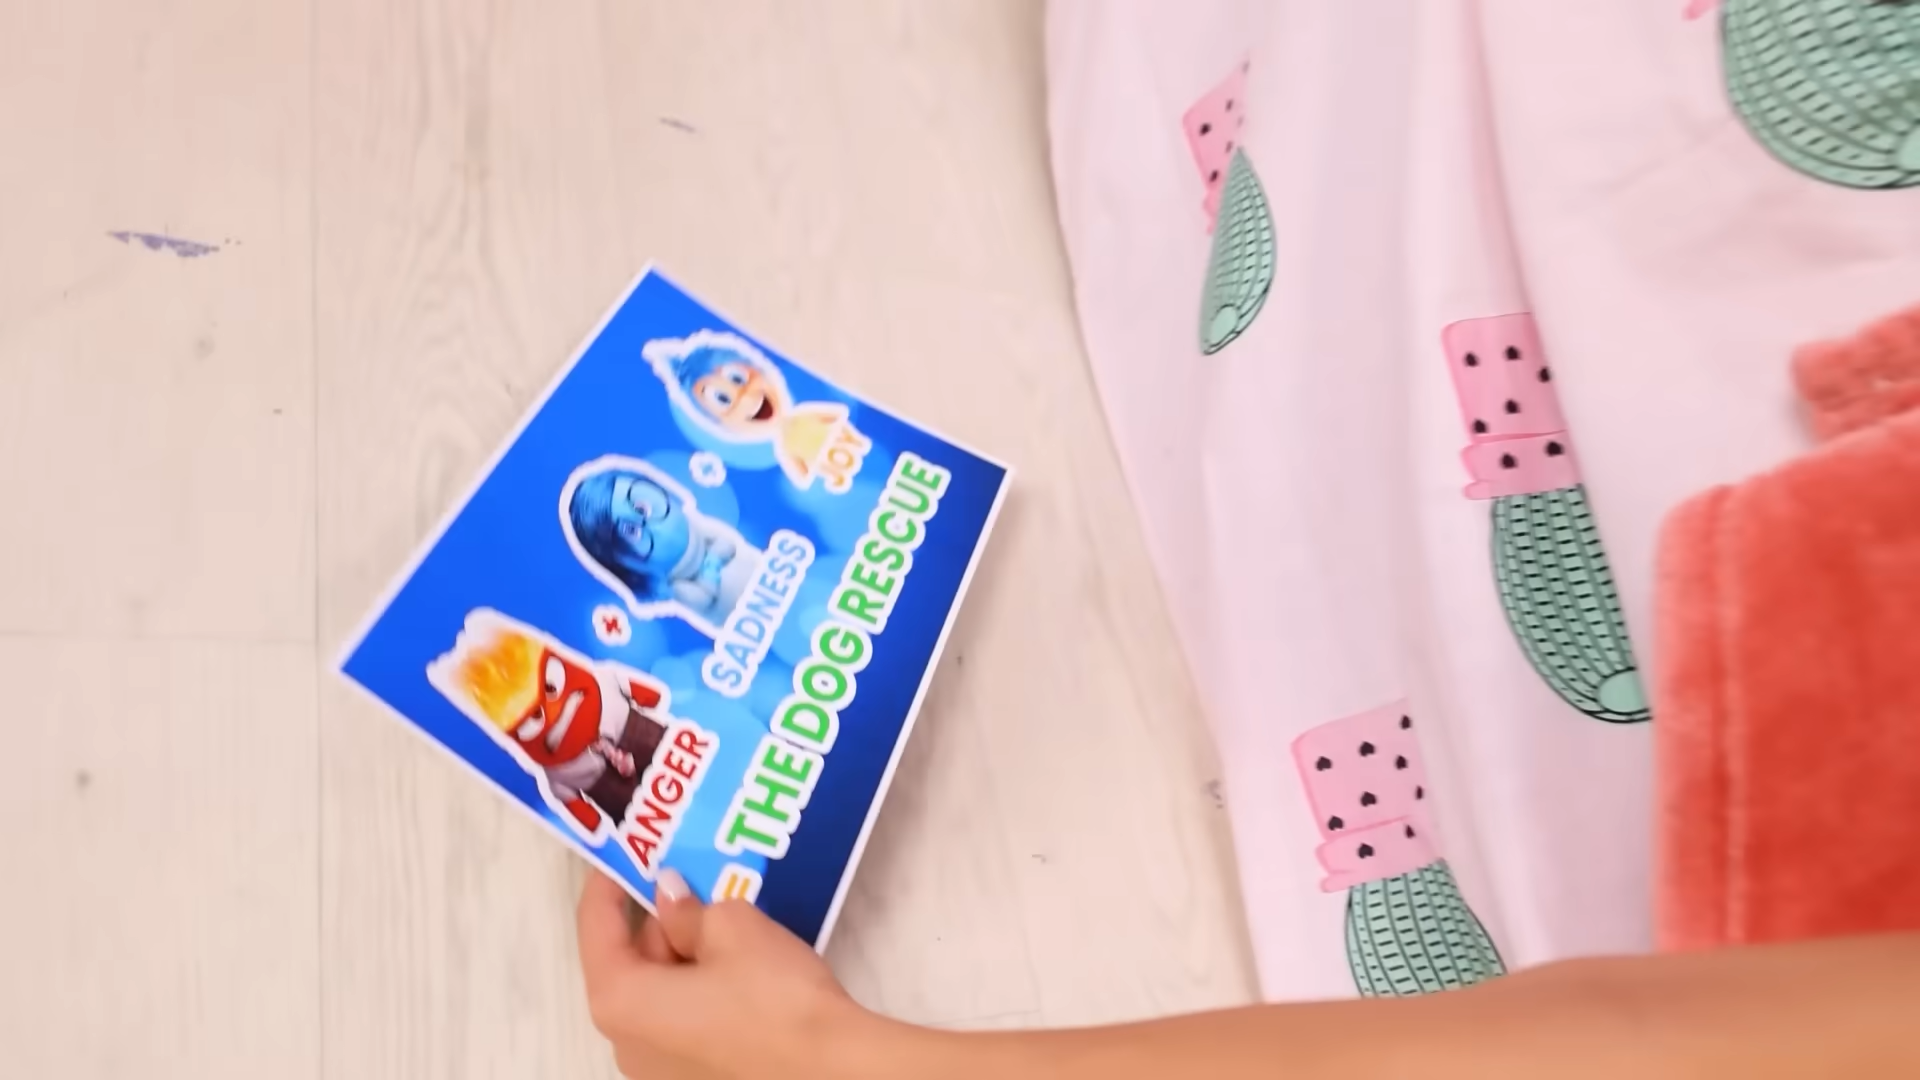 ANGER + SADNESS + JOY
= THE DOG RESCUE